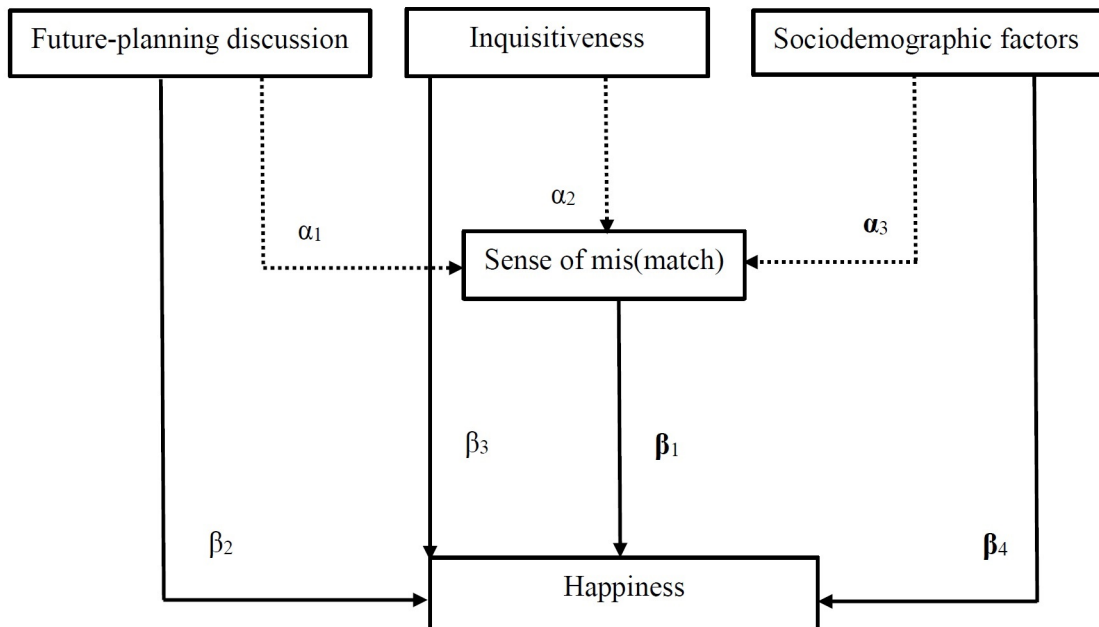 Future-planning discussion
Inquisitiveness
Sociodemographic factors
α₁
α₂
α₃
Sense of mis(match)
β₃
β₁
β₂
β₄
Happiness